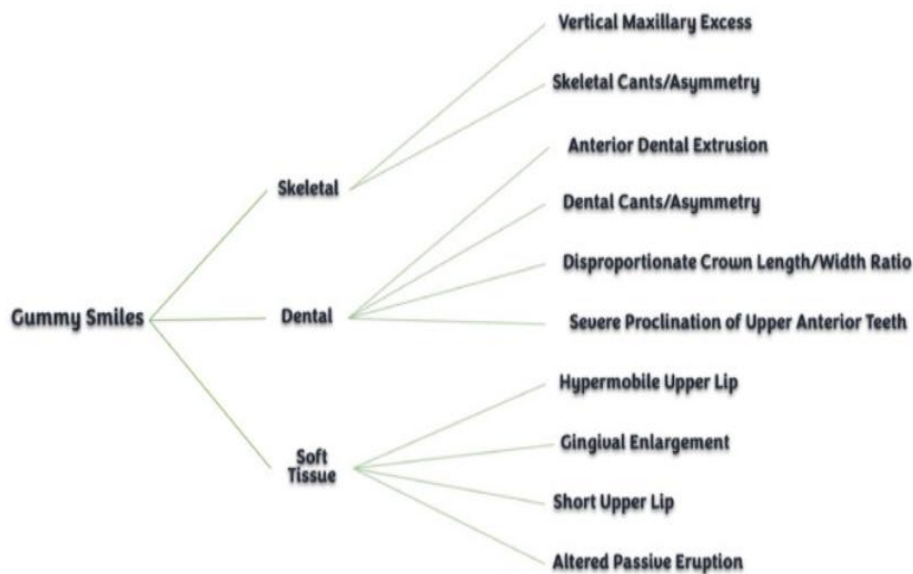 Vertical Maxillary Excess
Skeletal Cants/Asymmetry
Anterior Dental Extrusion
Skeletal
Dental Cants/Asymmetry
Disproportionate Crown Length/Width Ratio
Gummy Smiles
Dental
Severe Proclination of Upper Anterior Teeth
Hypermobile Upper Lip
Gingival Enlargement
Soft
Tissue
Short Upper Lip
Altered Passive Eruption